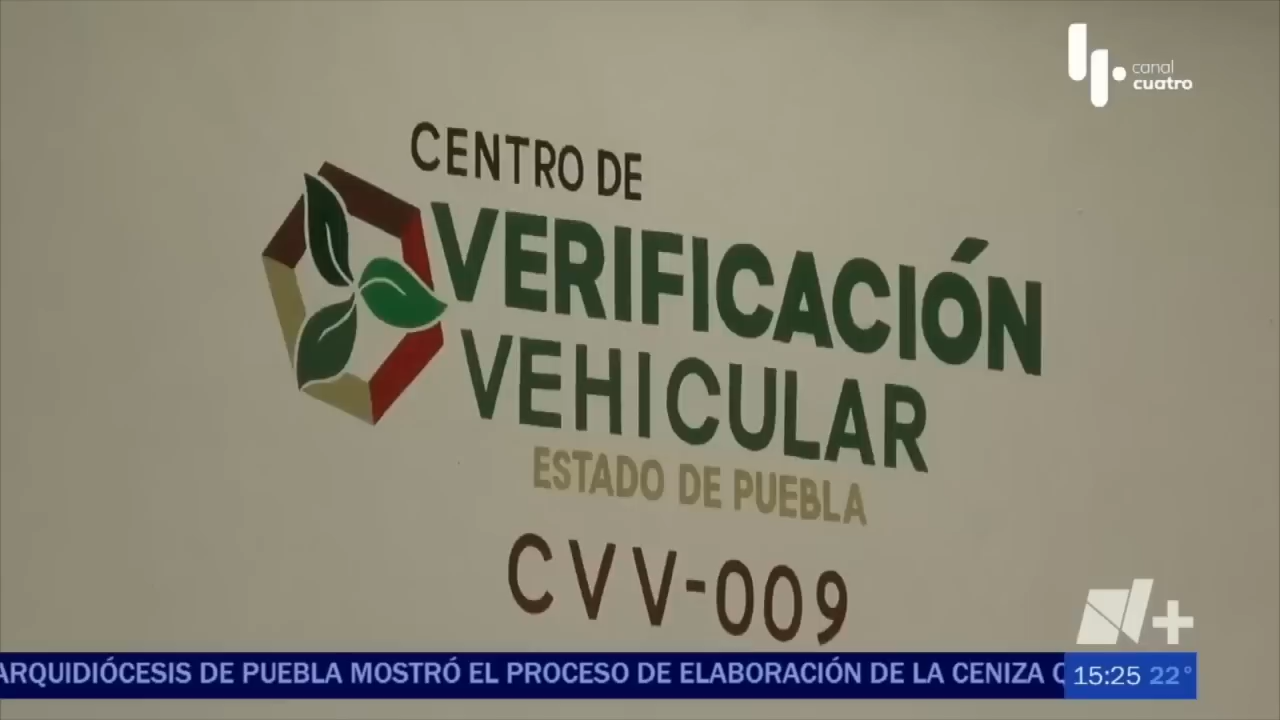 canal
cuatro
CENTRO DE
VERIFICACIÓN
VEHICULAR
ESTADO DE PUEBLA
CVV-009
N+
ARQUIDIÓCESIS DE PUEBLA MOSTRÓ EL PROCESO DE ELABORACIÓN DE LA CENIZA
15:25 22°